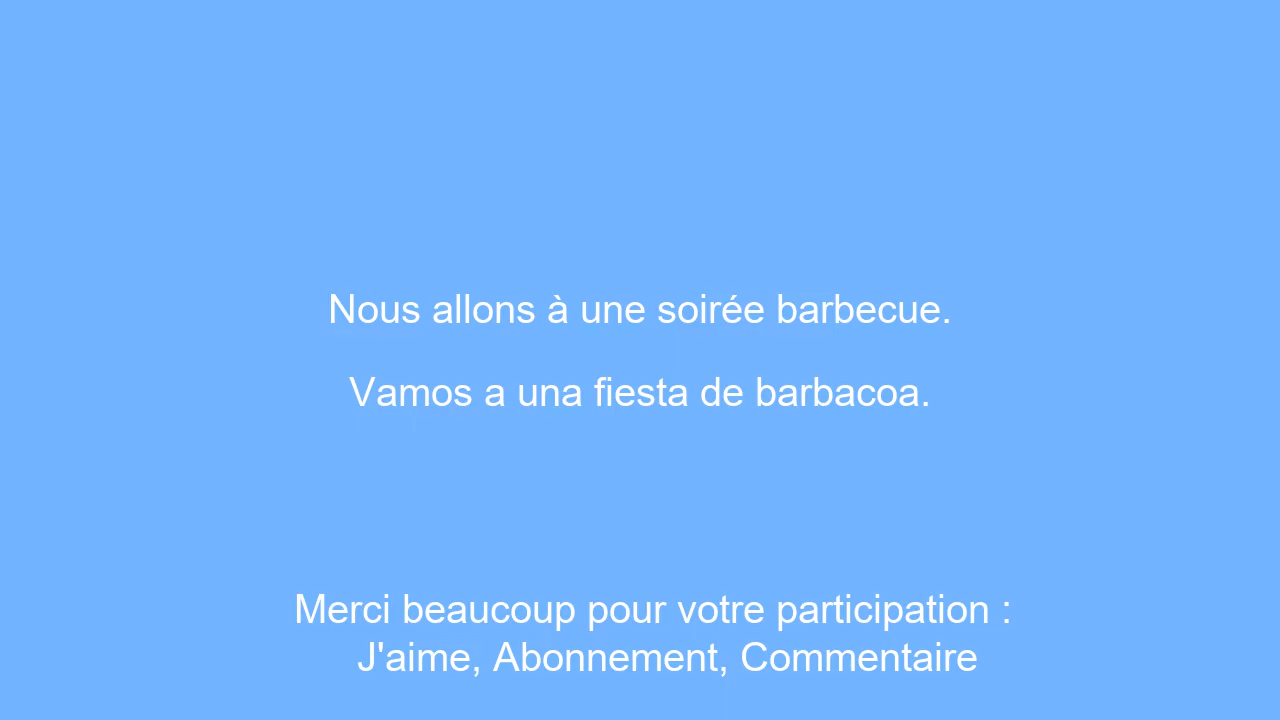 Nous allons à une soirée barbecue.
Vamos a una fiesta de barbacoa.
Merci beaucoup pour votre participation :
J'aime, Abonnement, Commentaire